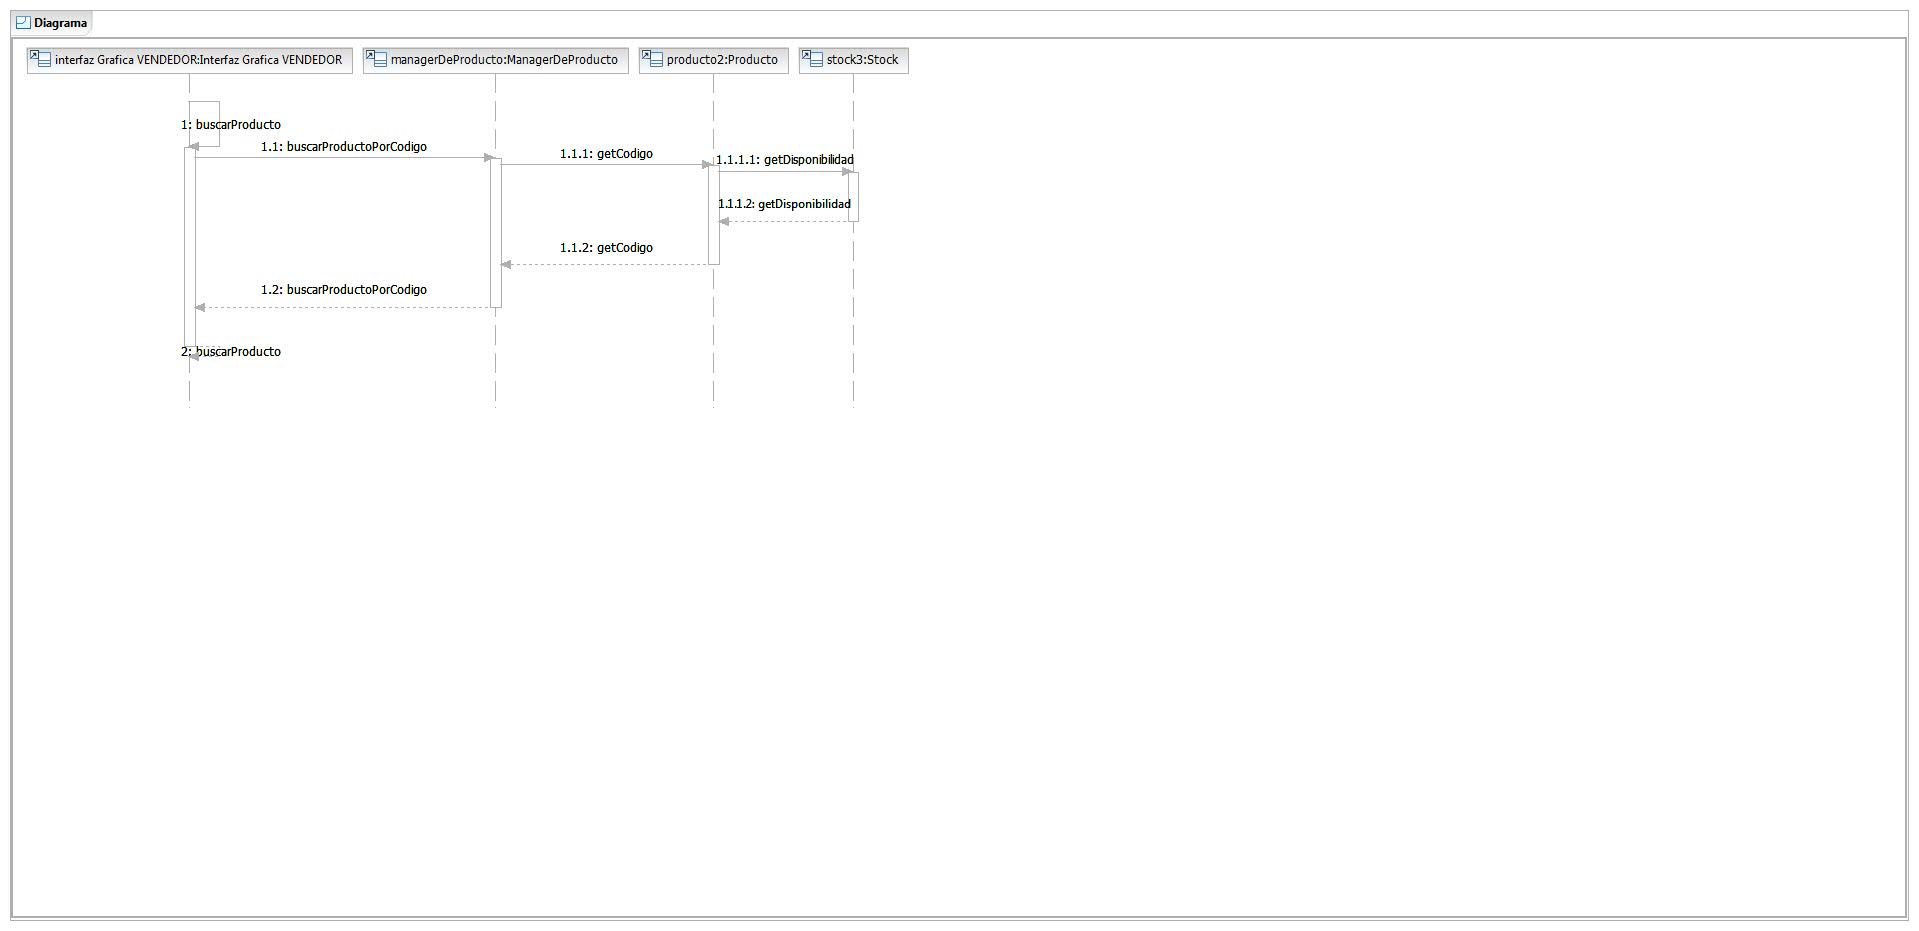 Diagrama
interfaz Grafica VENDEDOR:Interfaz Grafica VENDEDOR
managerDeProducto:ManagerDeProducto
producto2:Producto
stock3:Stock
1: buscarProducto
1.1: buscarProductoPorCodigo
1.1.1: getCodigo
1.1.1.1: getDisponibilidad
1.1.1.2: getDisponibilidad
1.1.2: getCodigo
1.2: buscarProductoPorCodigo
2: buscarProducto